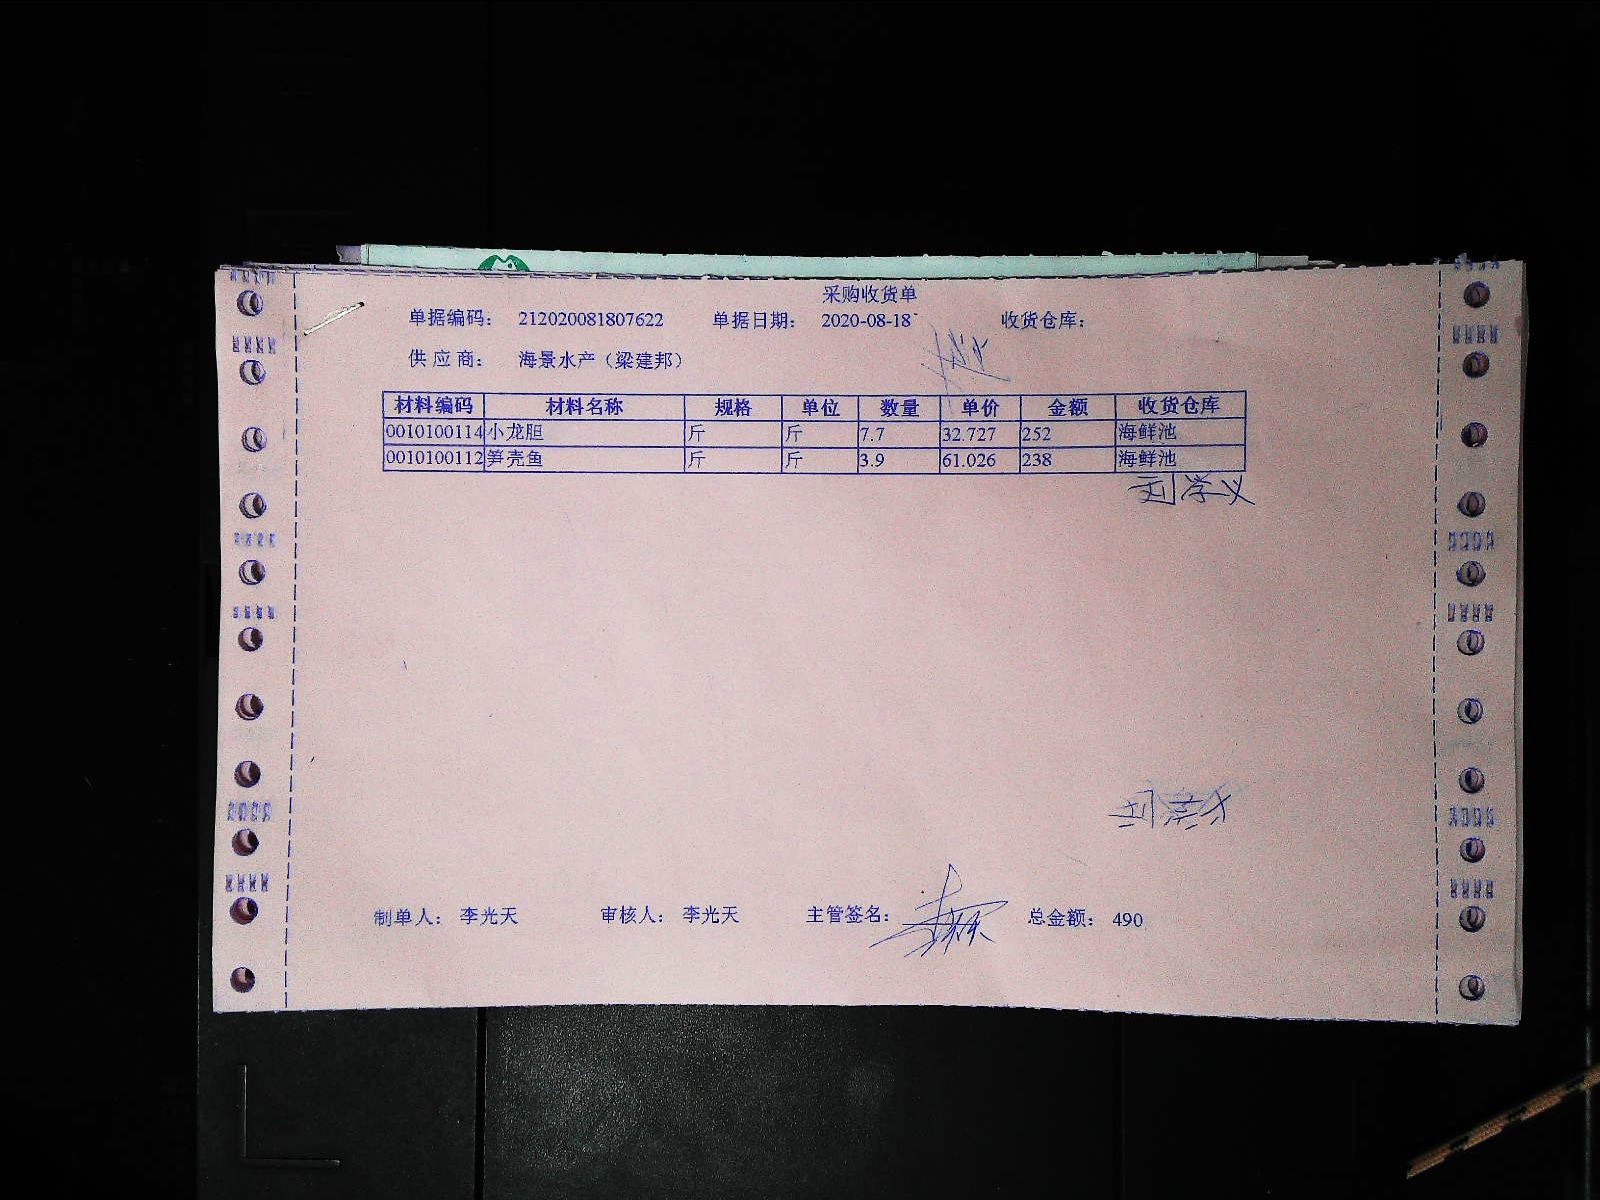 采购收货单
单据编码： 212020081807622 单据日期： 2020-08-18 收货仓库：
供 应 商： 海景水产（梁建邦）
材料编码 材料名称 规格 单位 数量 单价 金额 收货仓库
0010100114 小龙胆 斤 斤 7.7 32.727 252 海鲜池
0010100112 笋壳鱼 斤 斤 3.9 61.026 238 海鲜池
刘学义
制单人： 李光天 审核人： 李光天 主管签名： 总金额： 490